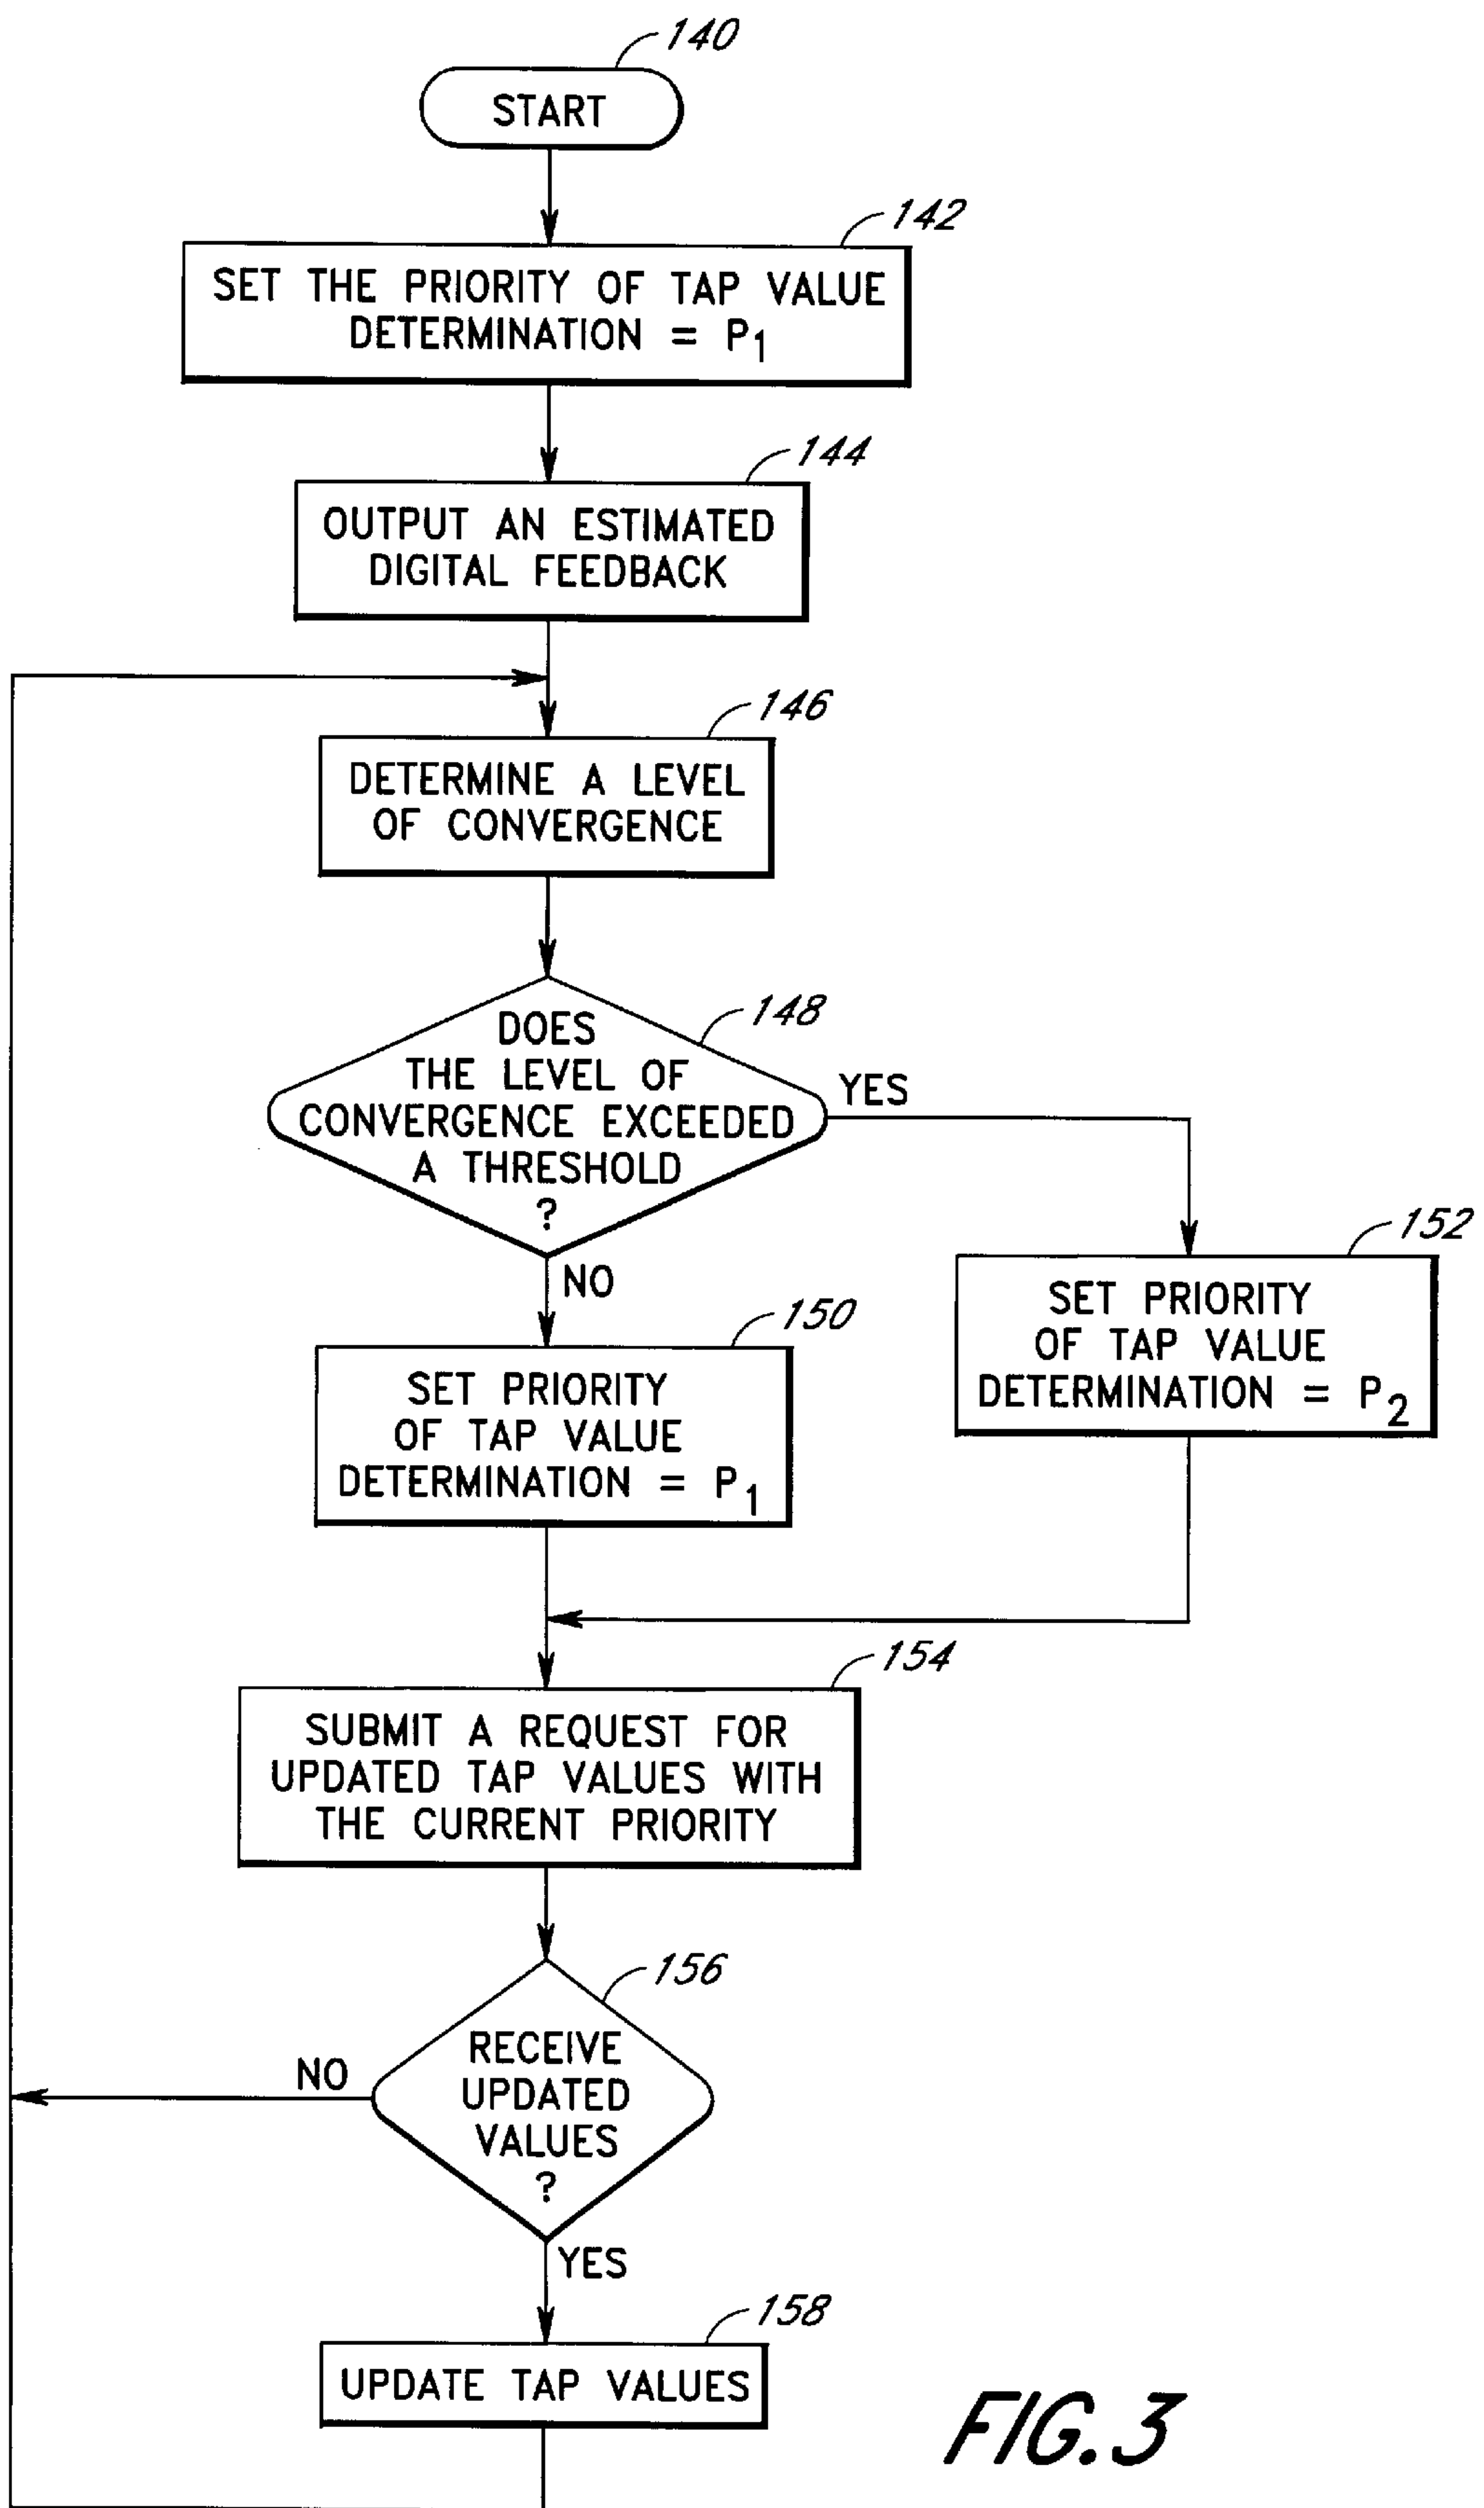 140
START
142
SET THE PRIORITY OF TAP VALUE
DETERMINATION = P1
144
OUTPUT AN ESTIMATED
DIGITAL FEEDBACK
146
DETERMINE A LEVEL
OF CONVERGENCE
148
DOES
THE LEVEL OF
CONVERGENCE EXCEEDED
A THRESHOLD
?
YES
NO
152
SET PRIORITY
OF TAP VALUE
DETERMINATION = P2
150
SET PRIORITY
OF TAP VALUE
DETERMINATION = P1
154
SUBMIT A REQUEST FOR
UPDATED TAP VALUES WITH
THE CURRENT PRIORITY
156
RECEIVE
UPDATED
VALUES
?
NO
YES
158
UPDATE TAP VALUES
FIG.3